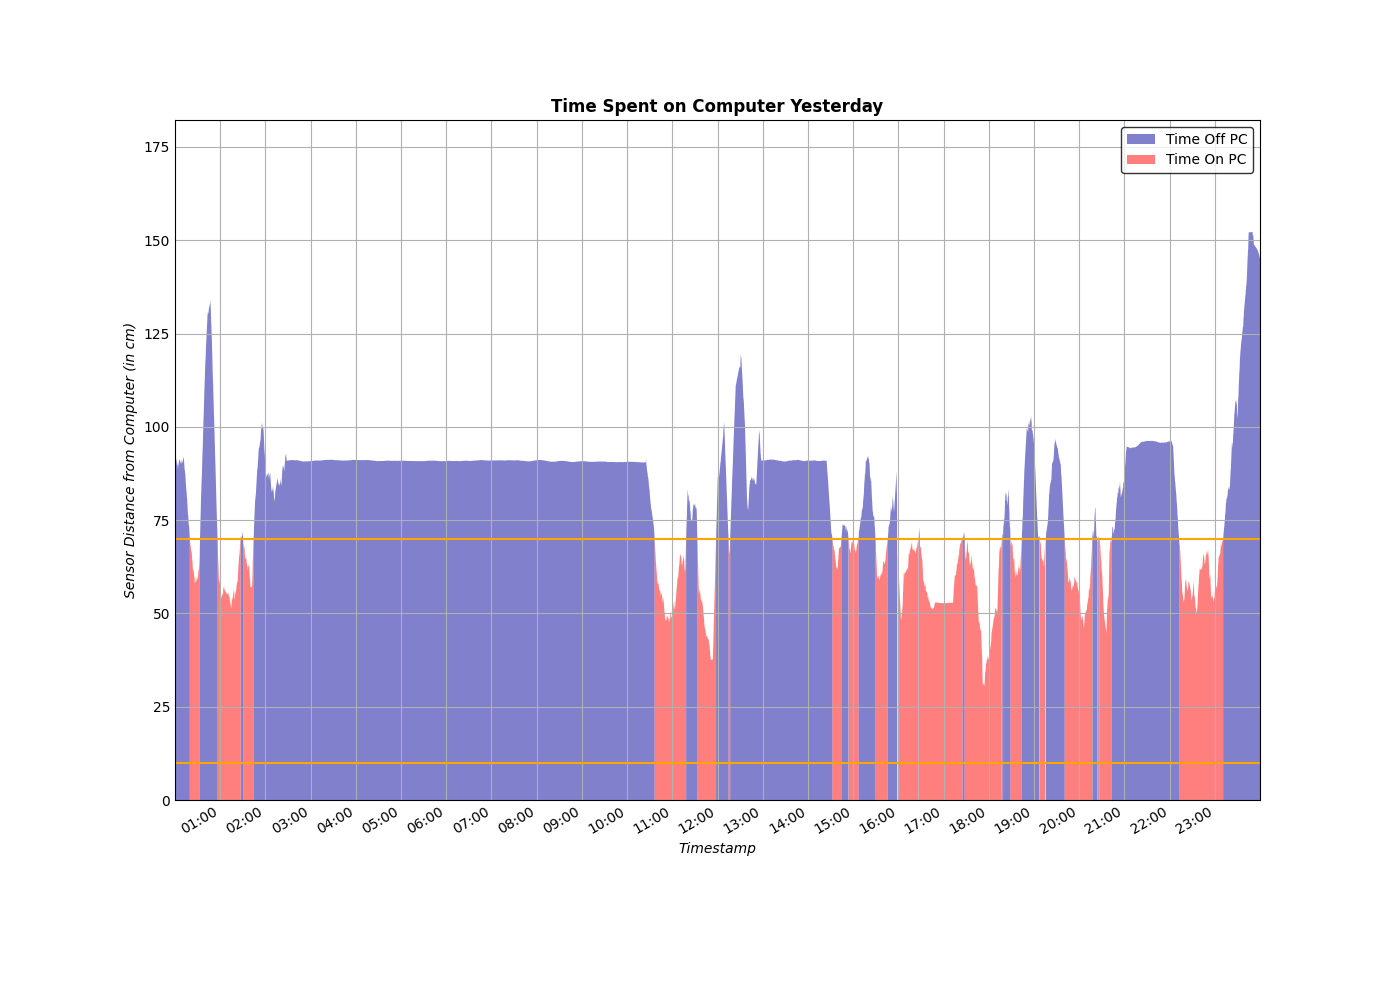 Time Spent on Computer Yesterday
Time Off PC
Time On PC
175
150
125
100
75
50
25
0
Sensor Distance from Computer (in cm)
01:00 02:00 03:00 04:00 05:00 06:00 07:00 08:00 09:00 10:00 11:00 12:00 13:00 14:00 15:00 16:00 17:00 18:00 19:00 20:00 21:00 22:00 23:00
Timestamp